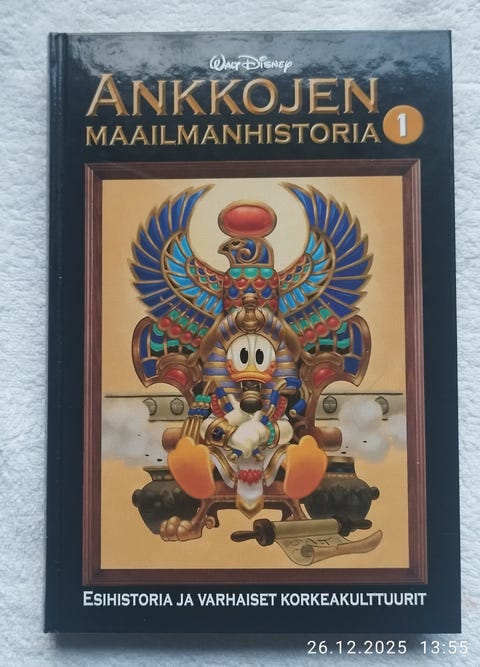 Walt Disney
ANKKOJEN
MAAILMANHISTORIA 1
ESIHISTORIA JA VARHAISET KORKEAKULTTUURIT
26.12.2025 13:55